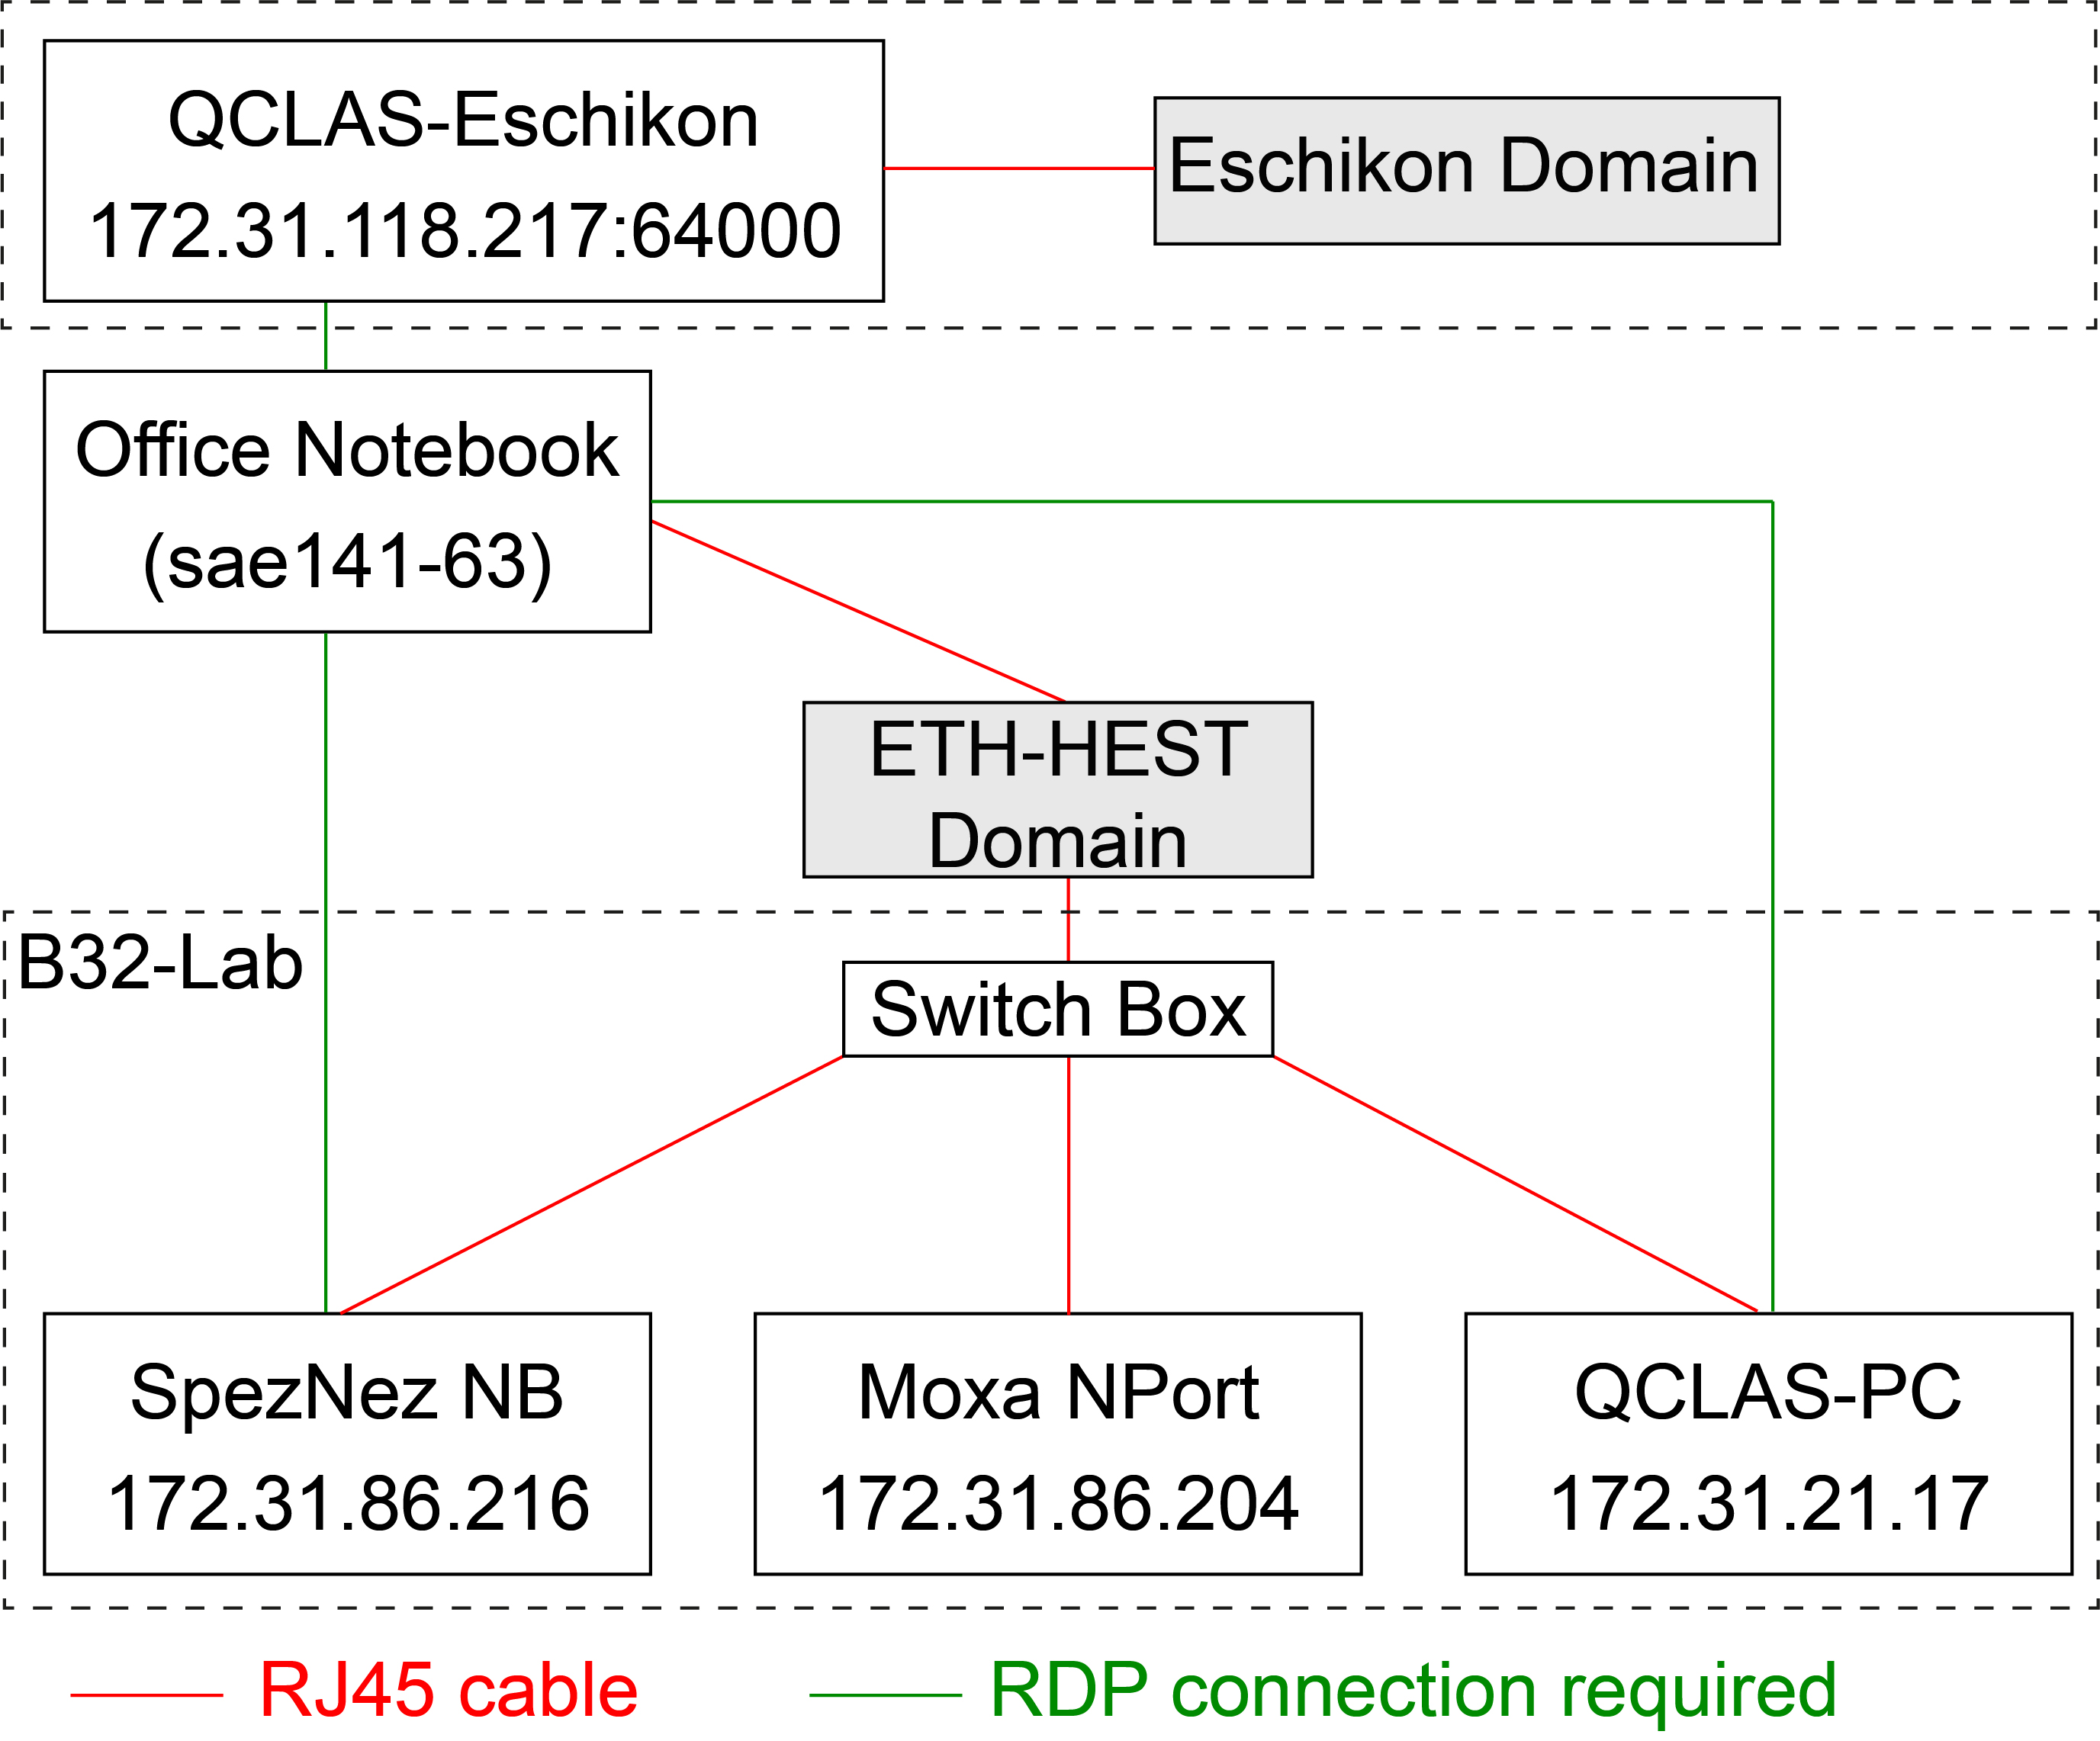 QCLAS-Eschikon
172.31.118.217:64000
Eschikon Domain
Office Notebook
(sae141-63)
ETH-HEST
Domain
B32-Lab
Switch Box
SpezNez NB
172.31.86.216
Moxa NPort
172.31.86.204
QCLAS-PC
172.31.21.17
RJ45 cable
RDP connection required